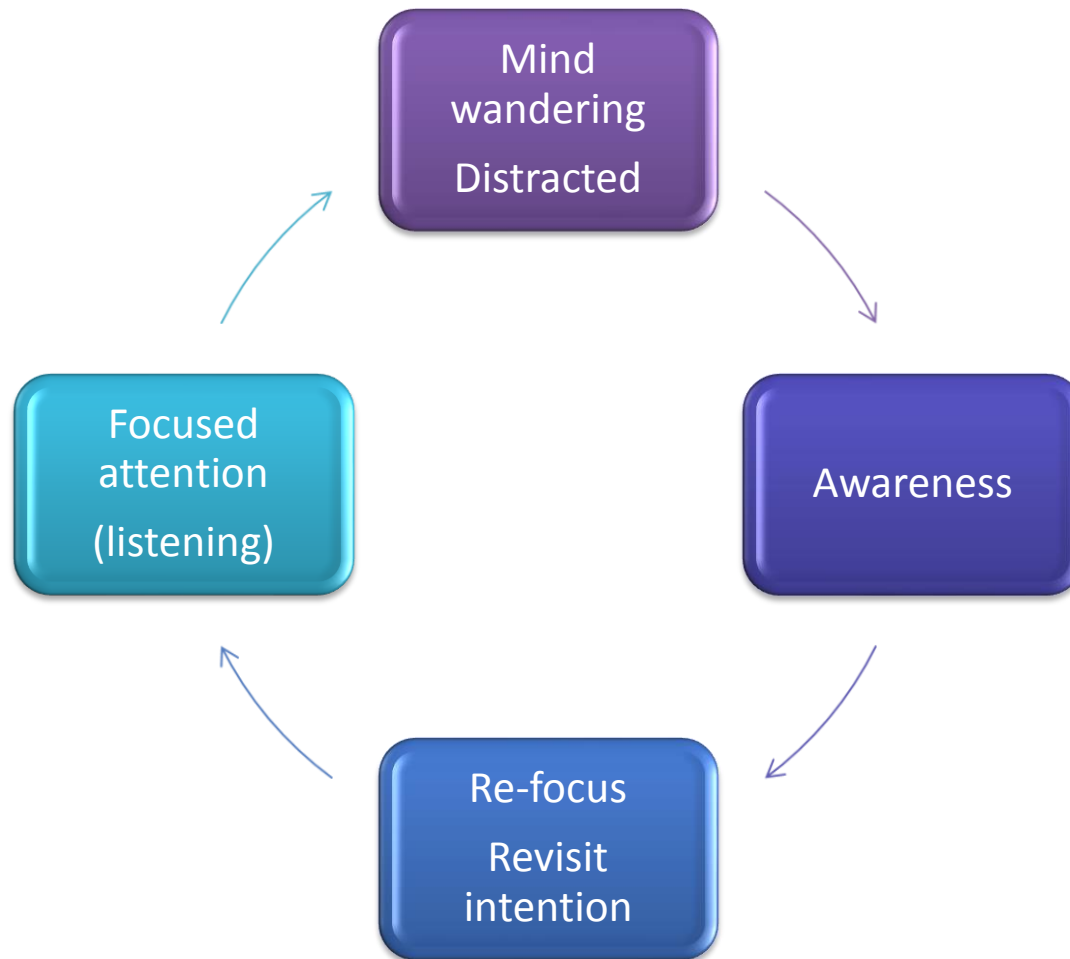 Mind
wandering
Distracted
Awareness
Re-focus
Revisit
intention
Focused
attention
(listening)